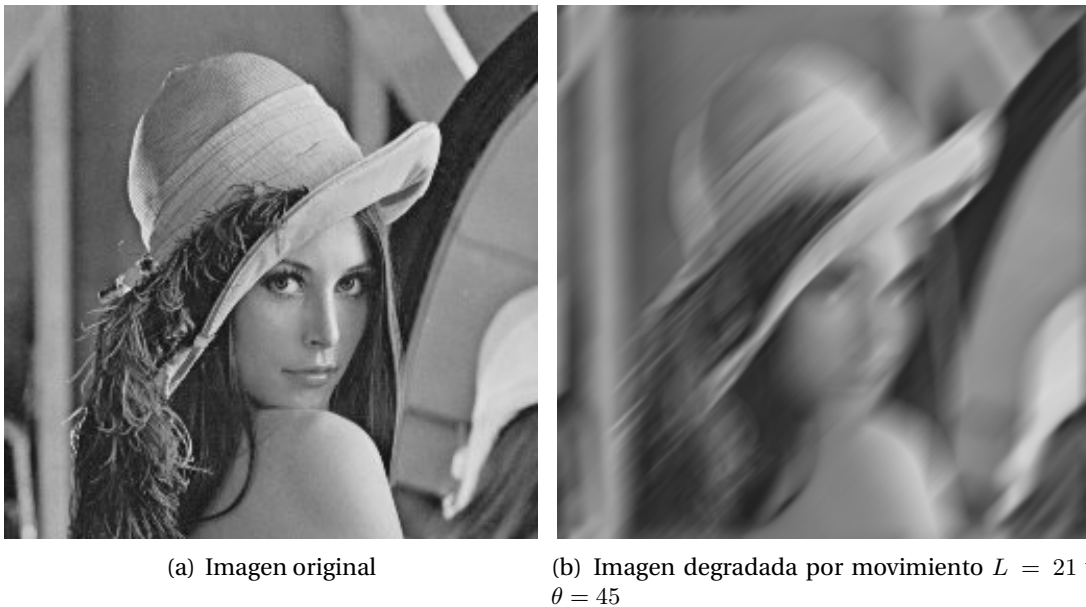 (a) Imagen original
(b) Imagen degradada por movimiento L = 21
θ = 45